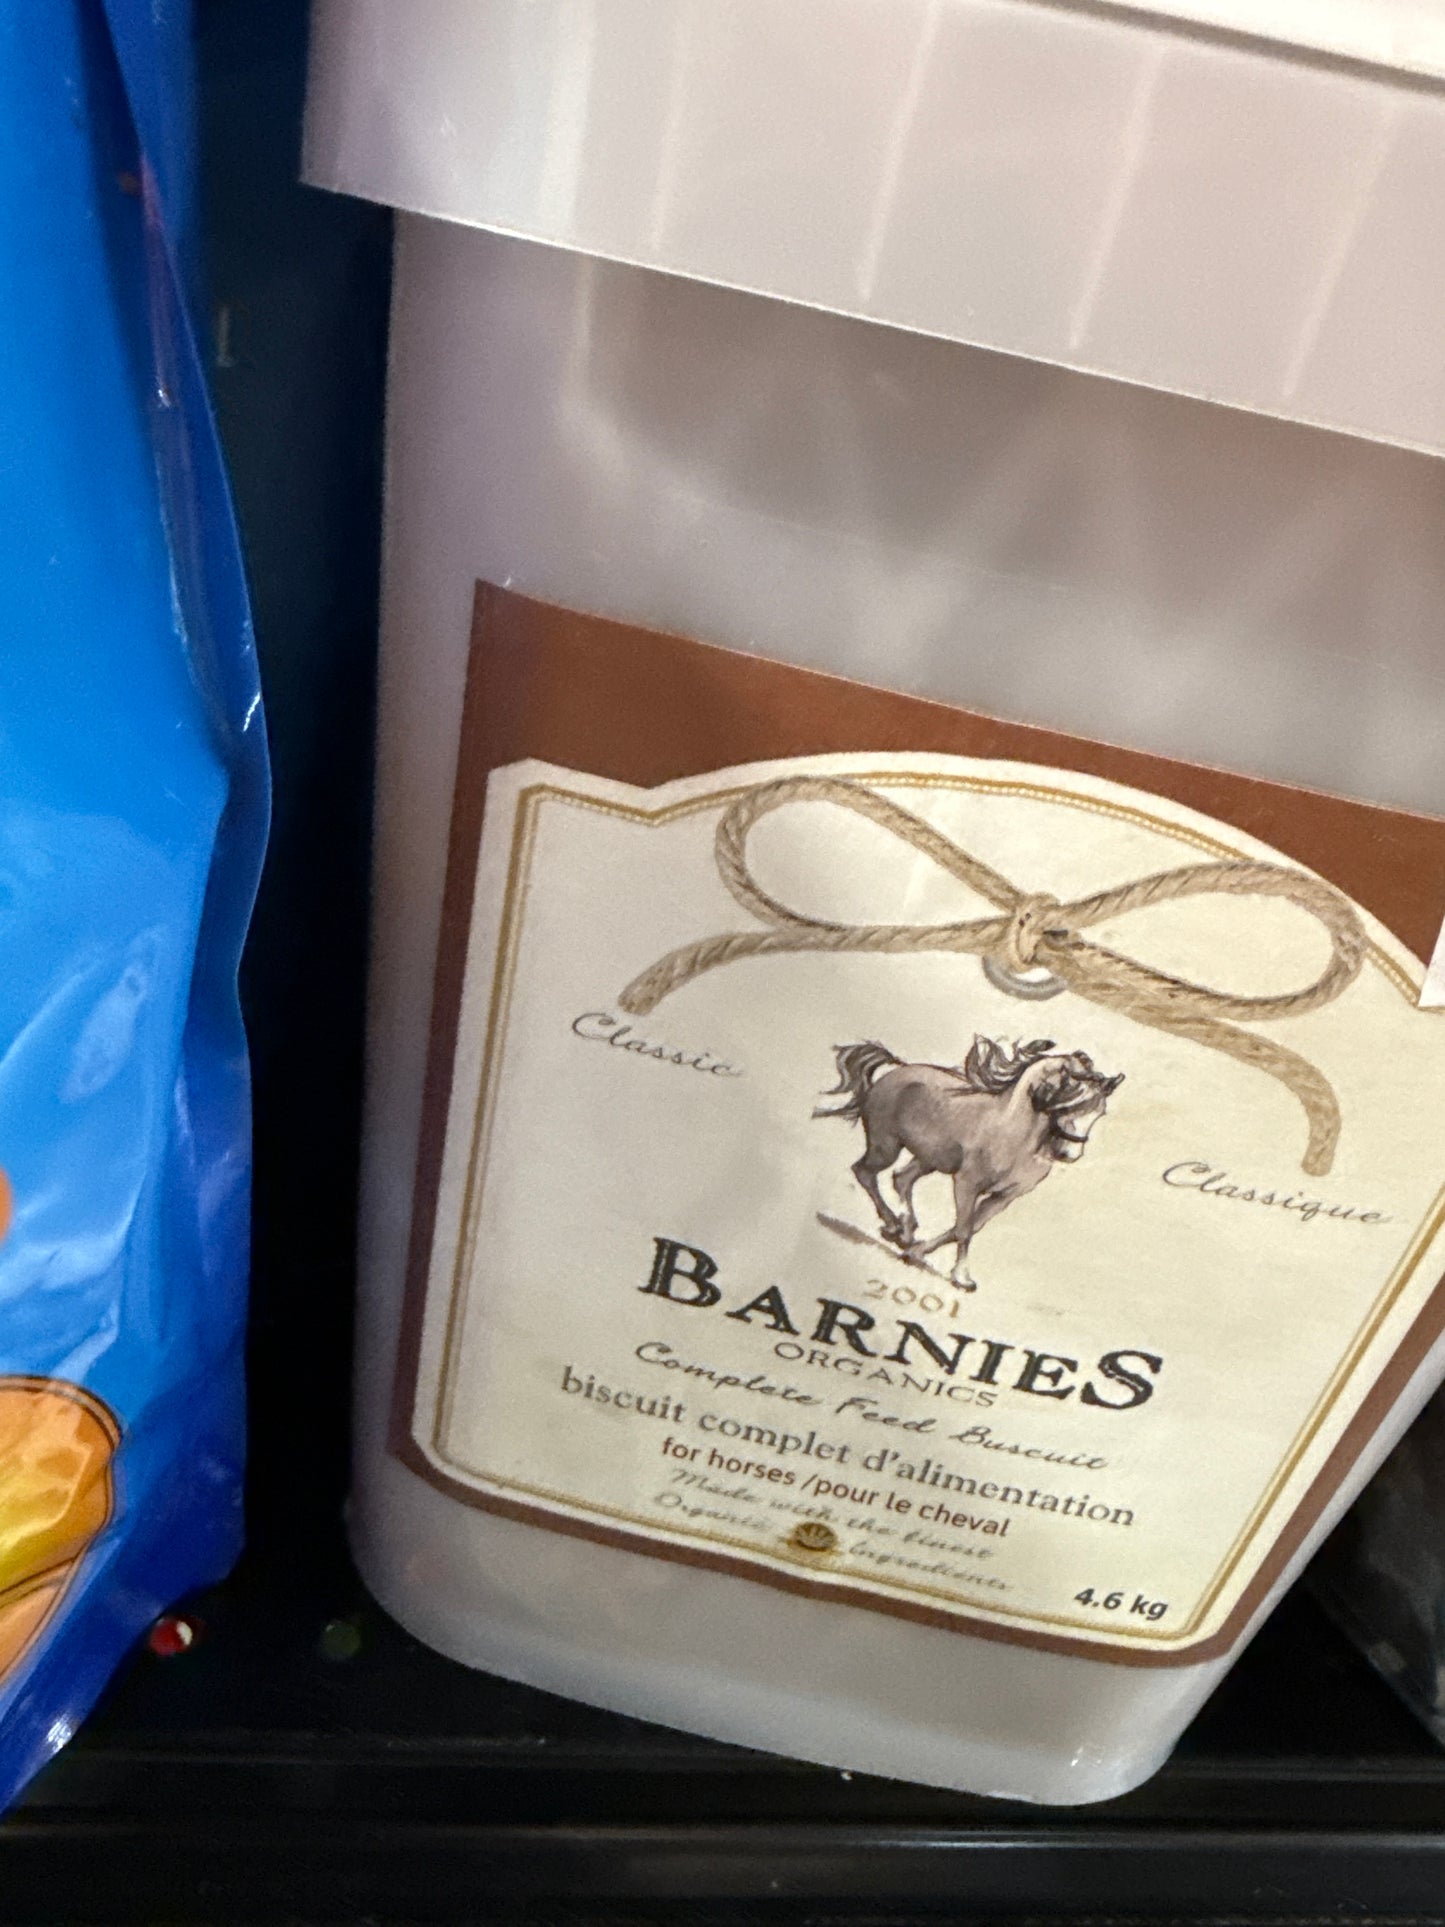 Classic
Classique
2001
BARNIES
ORGANICS
Complete Feed Buscuit
biscuit complet d'alimentation
for horses /pour le cheval
Made with the finest
Organic Ingredients
4.6 kg